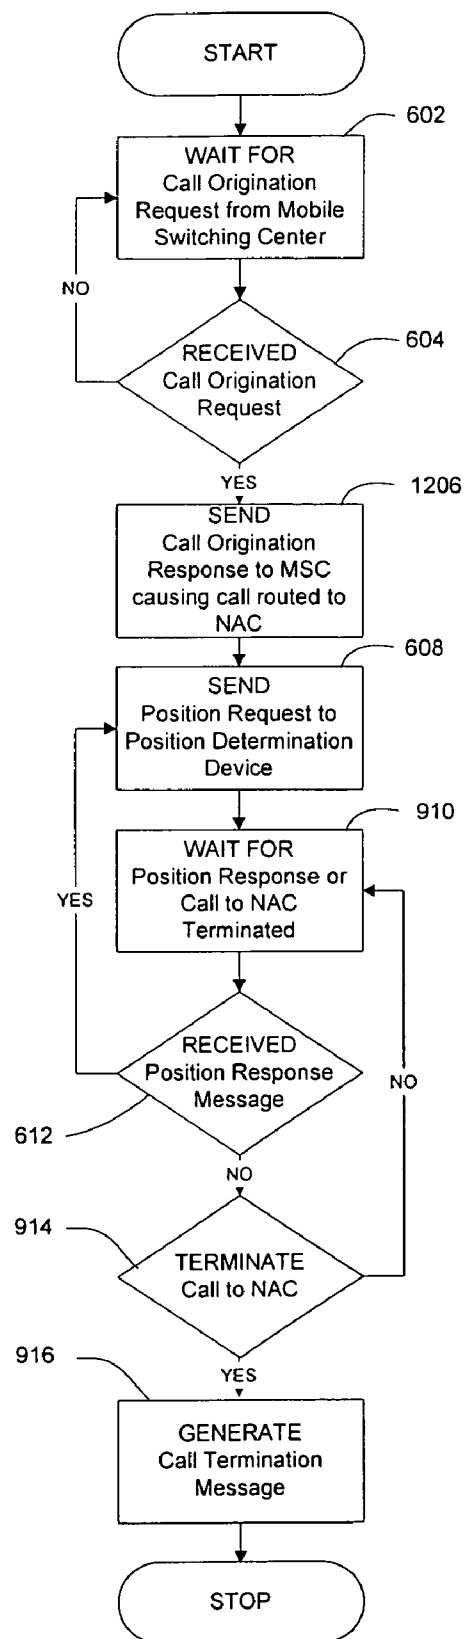 START
602
WAIT FOR
Call Origination
Request from Mobile
Switching Center
NO
604
RECEIVED
Call Origination
Request
YES
1206
SEND
Call Origination
Response to MSC
causing call routed to
NAC
608
SEND
Position Request to
Position Determination
Device
910
WAIT FOR
Position Response or
Call to NAC
Terminated
YES
RECEIVED
Position Response
Message
NO
612
NO
914
TERMINATE
Call to NAC
916
YES
GENERATE
Call Termination
Message
STOP